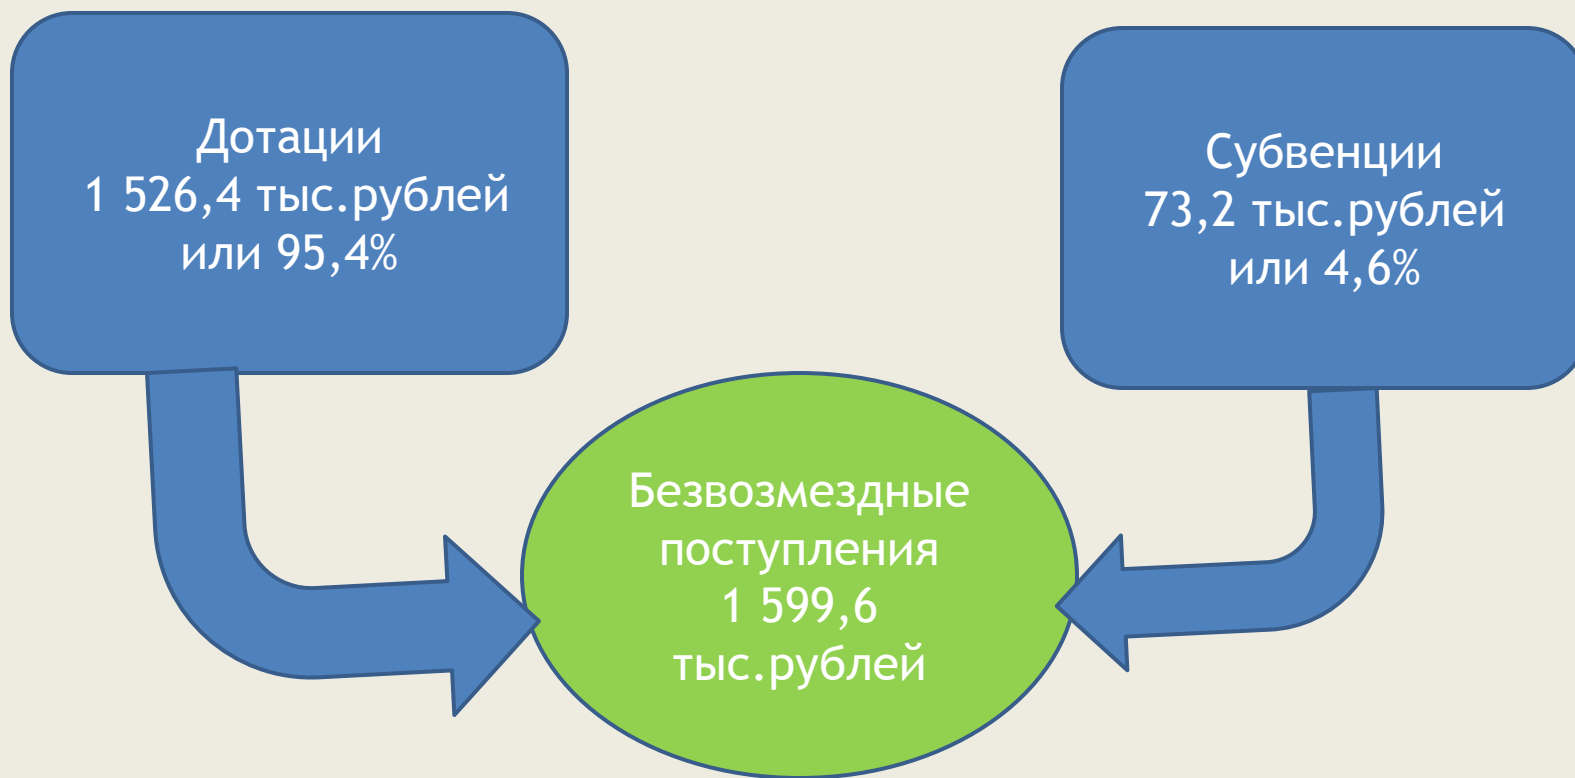 Дотации
1 526,4 тыс.рублей
или 95,4%
Субвенции
73,2 тыс.рублей
или 4,6%
Безвозмездные
поступления
1 599,6
тыс.рублей